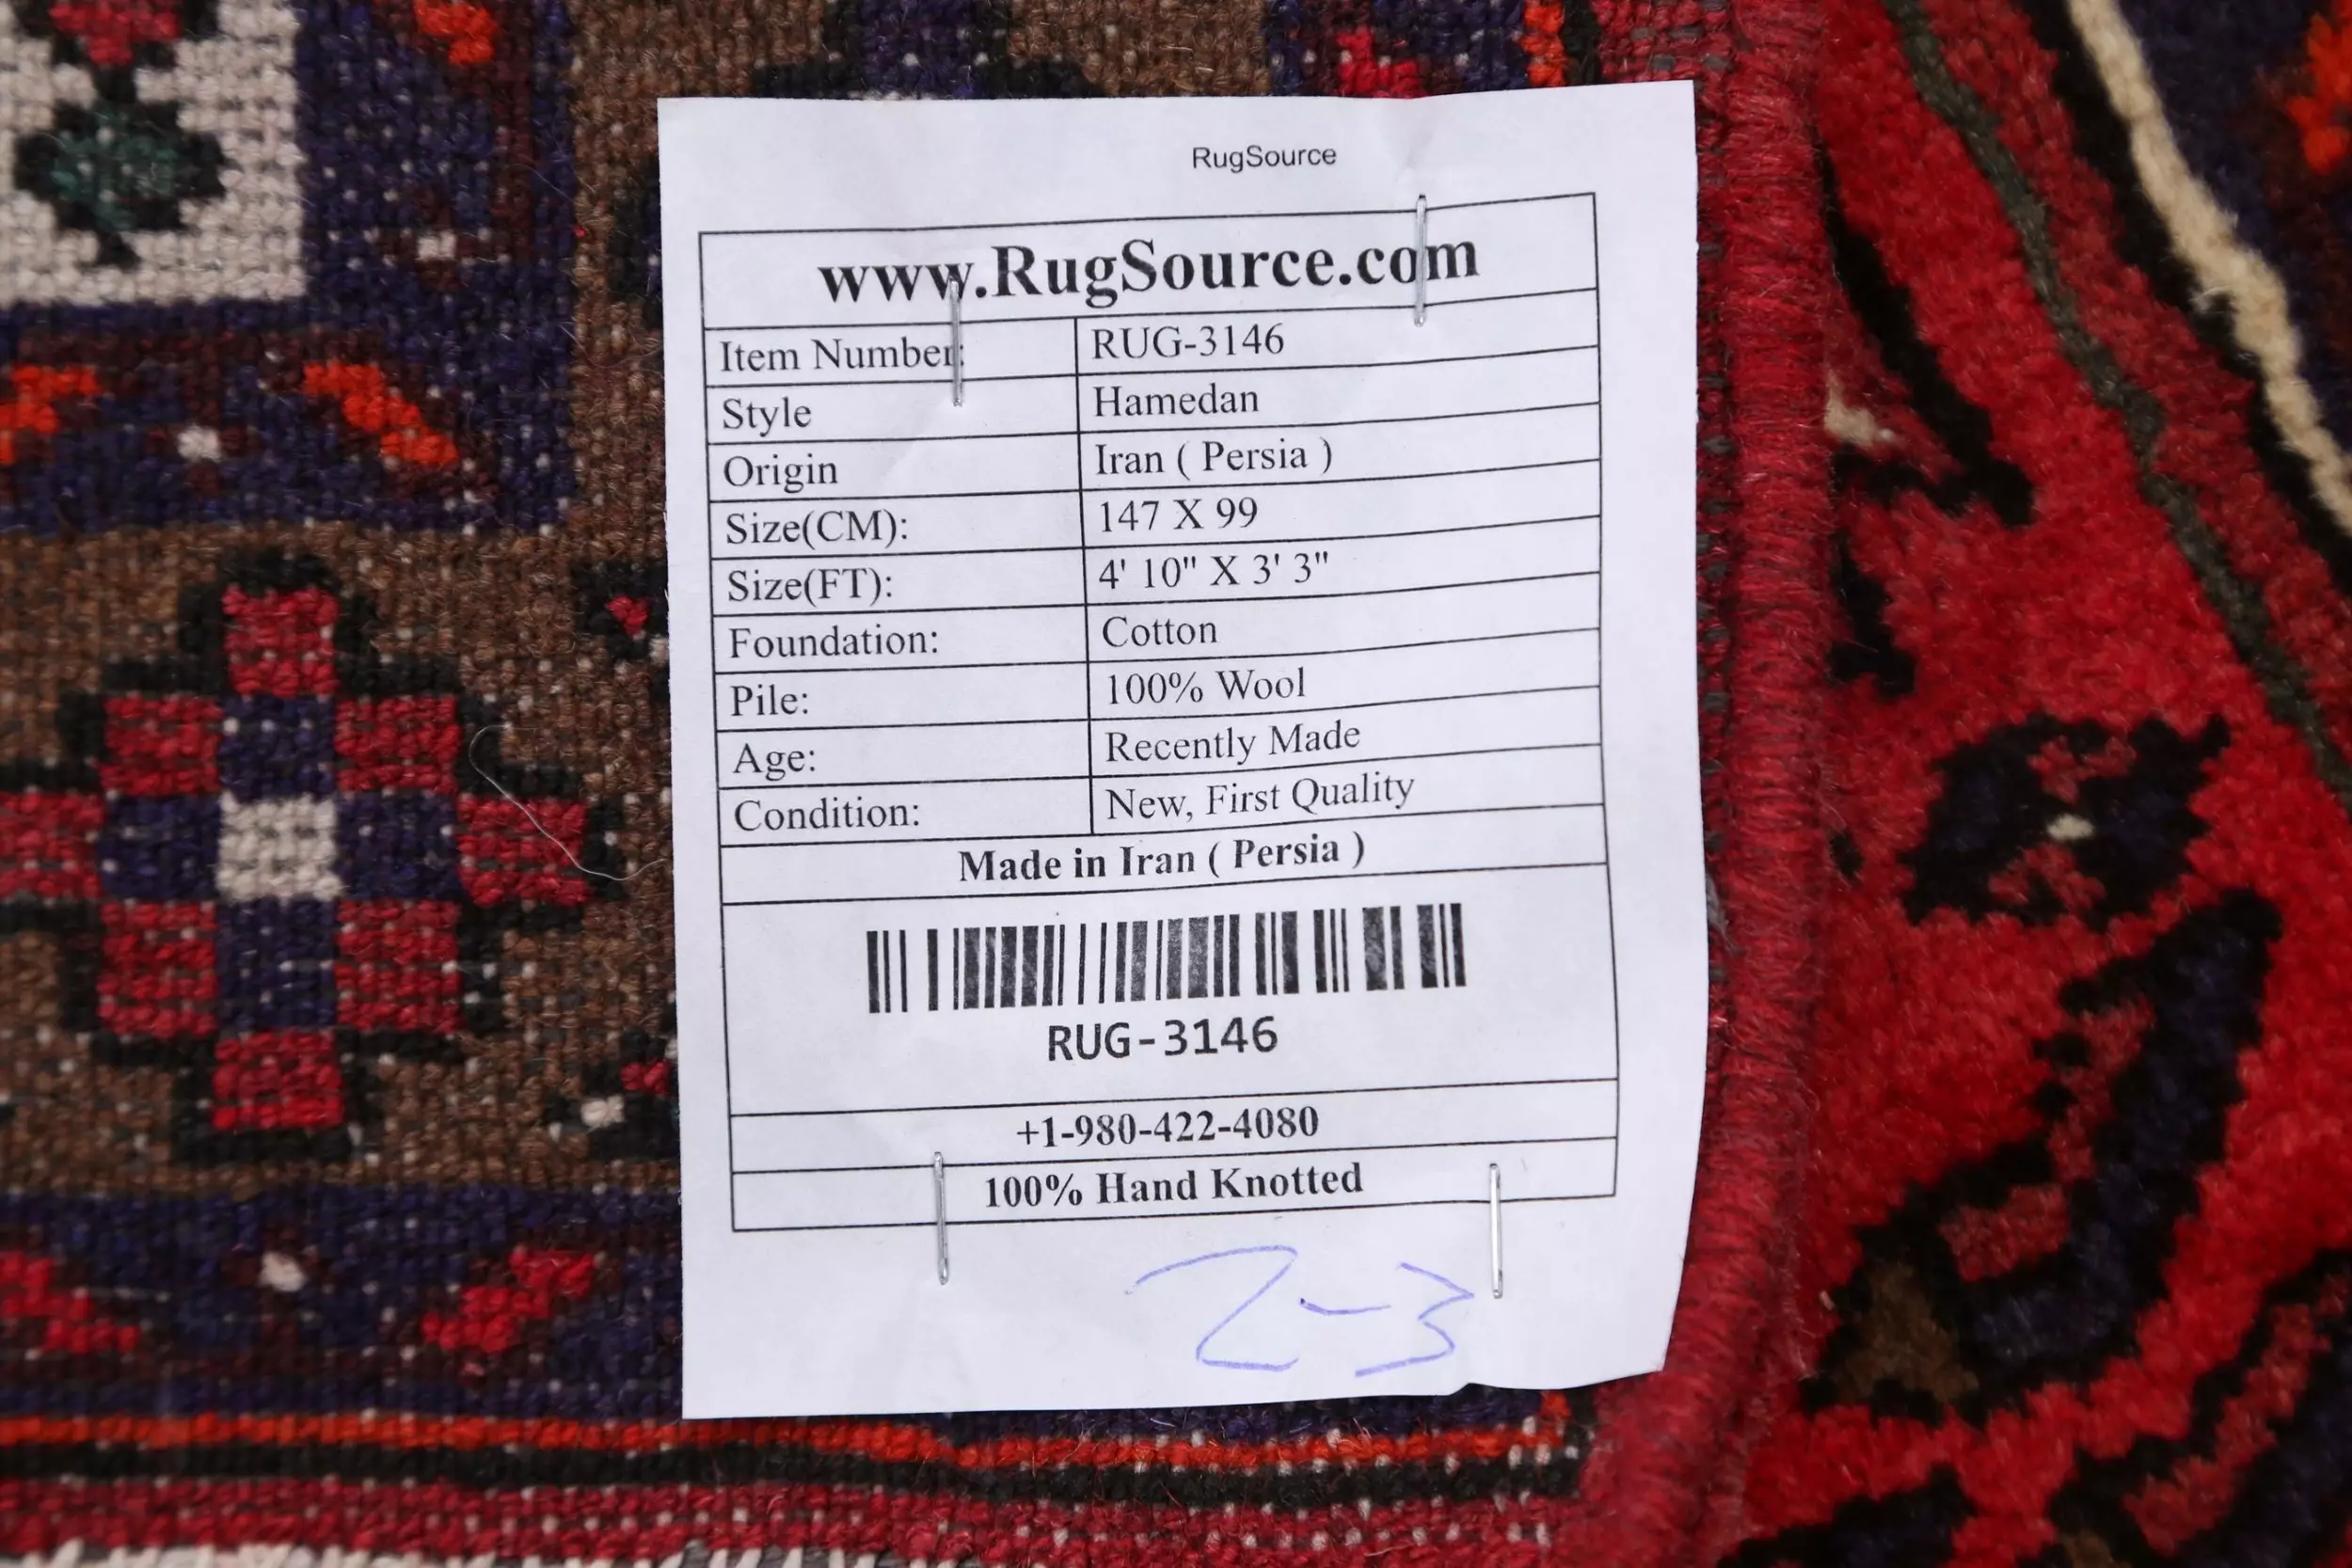 RugSource
www.RugSource.com
Item Number: RUG-3146
Style Hamedan
Origin Iran ( Persia )
Size(CM): 147 X 99
Size(FT): 4' 10" X 3' 3"
Foundation: Cotton
Pile: 100% Wool
Age: Recently Made
Condition: New, First Quality
Made in Iran ( Persia )
RUG-3146
+1-980-422-4080
100% Hand Knotted
2-3